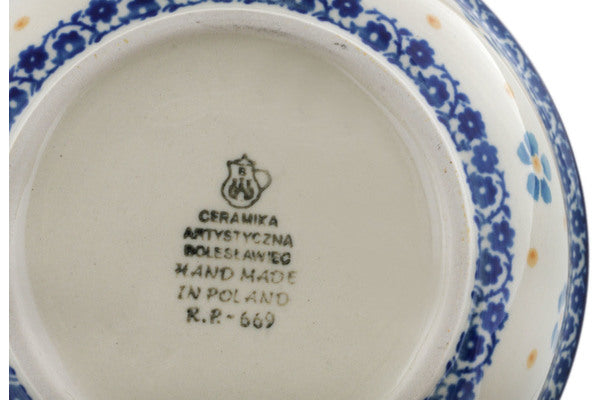 B
CERAMIKA
ARTYSTYCZNA
BOLESŁAWIEC
HAND MADE
IN POLAND
R.P.-669